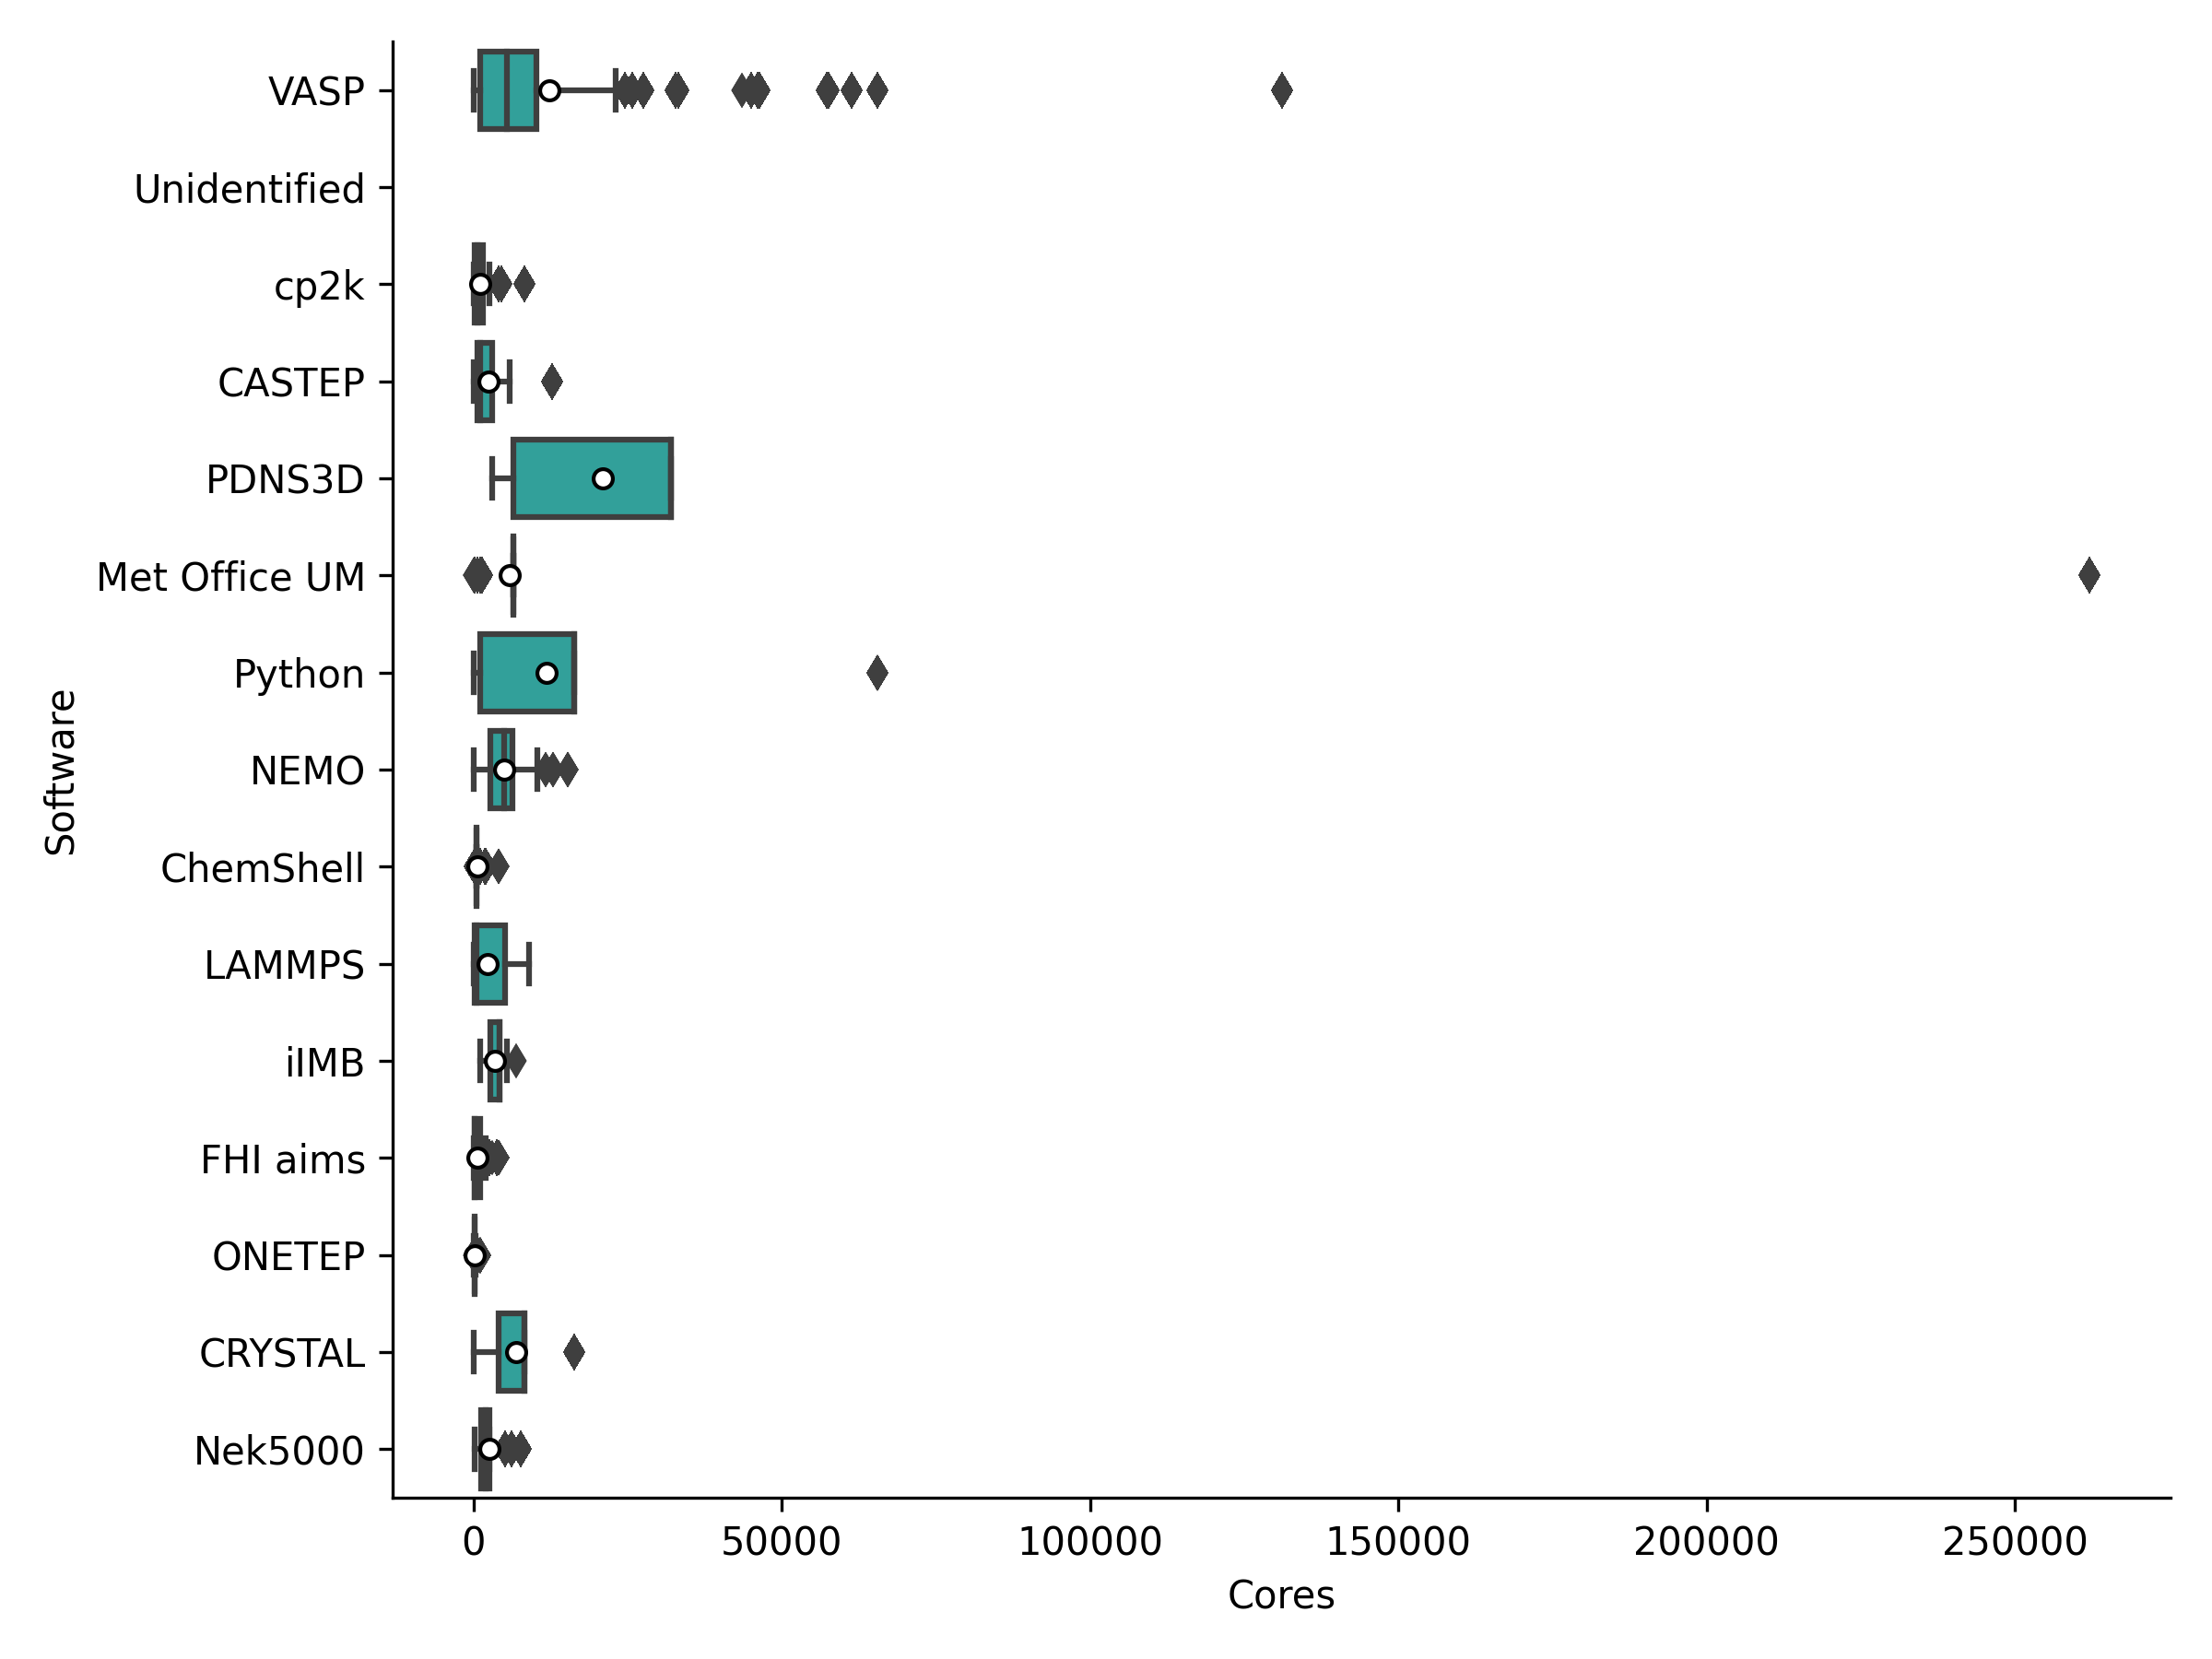 VASP
Unidentified
cp2k
CASTEP
PDNS3D
Met Office UM
Python
NEMO
ChemShell
LAMMPS
iIMB
FHI aims
ONETEP
CRYSTAL
Nek5000
Software
0 50000 100000 150000 200000 250000
Cores